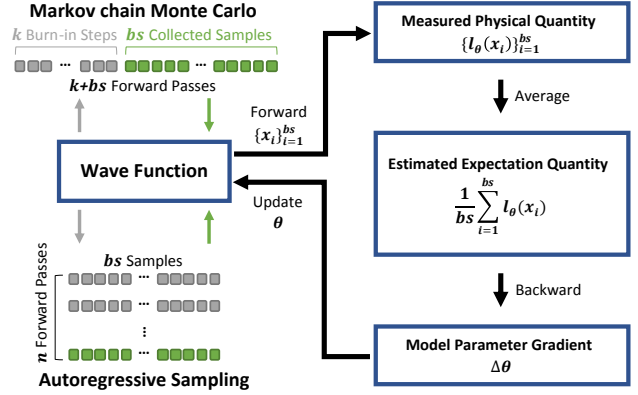 Markov chain Monte Carlo
k Burn-in Steps bs Collected Samples
... ...
k+bs Forward Passes
Wave Function
Forward
{x_i}_{i=1}^{bs}
Update
θ
bs Samples
n Forward Passes
...
...
⋮
...
Autoregressive Sampling
Measured Physical Quantity
{l_θ(x_i)}_{i=1}^{bs}
Average
Estimated Expectation Quantity
\frac{1}{bs}\sum_{i=1}^{bs} l_θ(x_i)
Backward
Model Parameter Gradient
Δθ